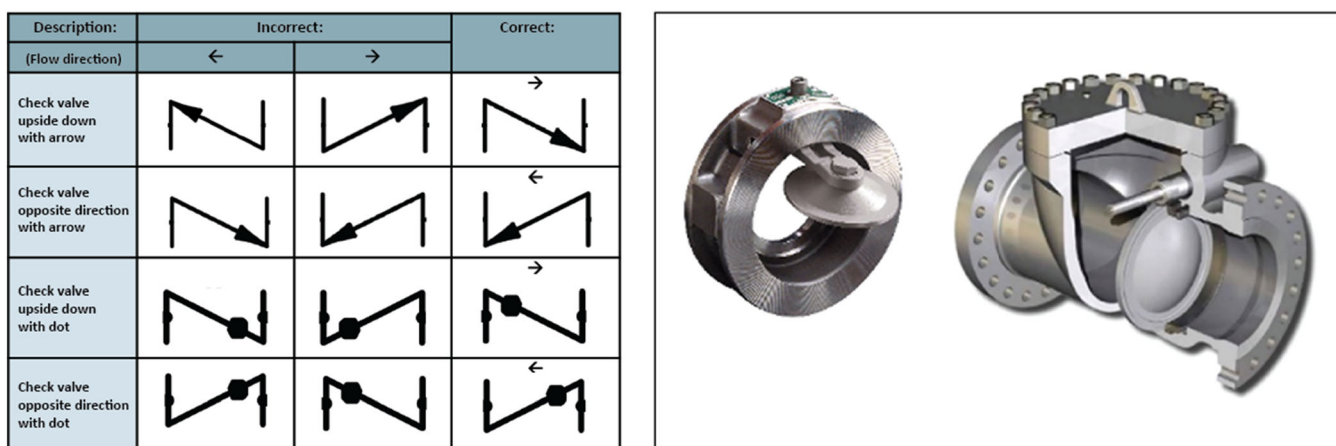 Description:
Incorrect:
Correct:
(Flow direction)
←
→
Check valve
upside down
with arrow
→
Check valve
opposite direction
with arrow
←
Check valve
upside down
with dot
→
Check valve
opposite direction
with dot
←